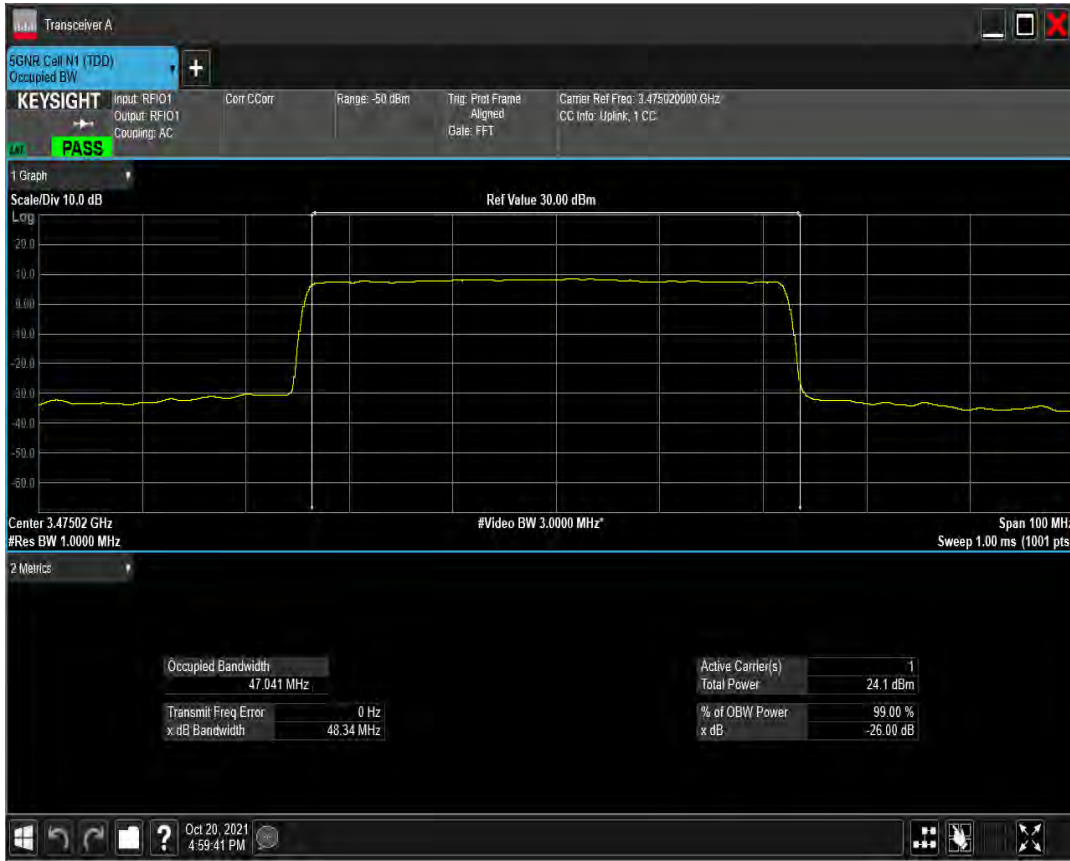 Transceiver A
5GNR Cell N1 (TDD)
Occupied BW
+
KEYSIGHT
Input: RFIO1
Output: RFIO1
Coupling: AC
Corr CCorr
Range: -50 dBm
Trig: Prot Frame
Aligned
Gate: FFT
Carrier Ref Freq: 3.475020000 GHz
CC Info: Uplink, 1 CC
PASS
1 Graph
Scale/Div 10.0 dB
Ref Value 30.00 dBm
Log
20.0
10.0
0.00
-10.0
-20.0
-30.0
-40.0
-50.0
-60.0
Center 3.47502 GHz
#Video BW 3.0000 MHz*
Span 100 MHz
#Res BW 1.0000 MHz
Sweep 1.00 ms (1001 pts
2 Metrics
Occupied Bandwidth
47.041 MHz
Transmit Freq Error 0 Hz
x dB Bandwidth 48.34 MHz
Active Carrier(s) 1
Total Power 24.1 dBm
% of OBW Power 99.00 %
x dB -26.00 dB
?
Oct 20, 2021
4:59:41 PM